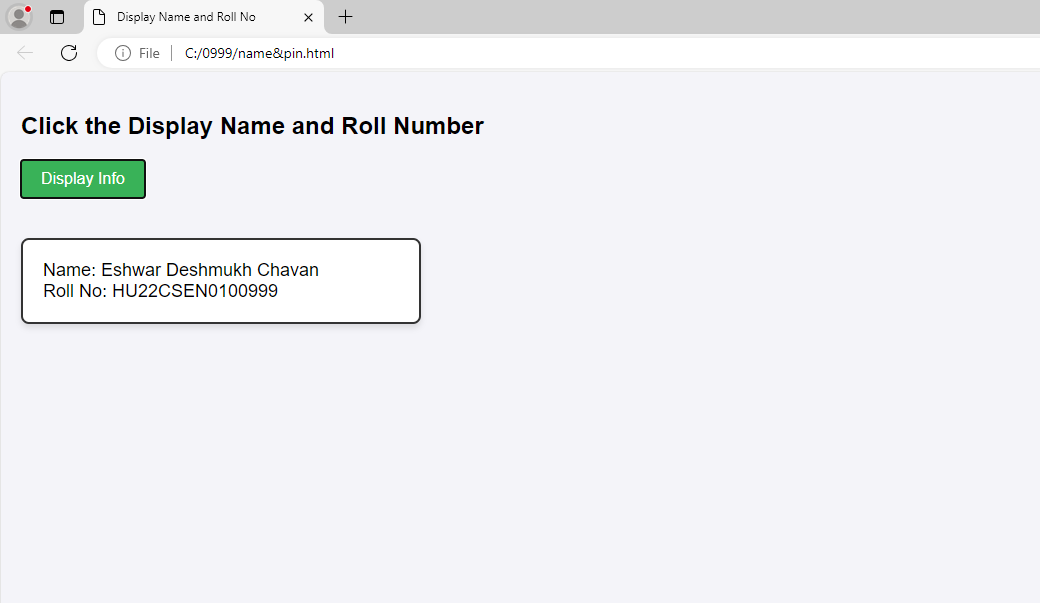 Display Name and Roll No
File
C:/0999/name&pin.html
Click the Display Name and Roll Number
Display Info
Name: Eshwar Deshmukh Chavan
Roll No: HU22CSEN0100999